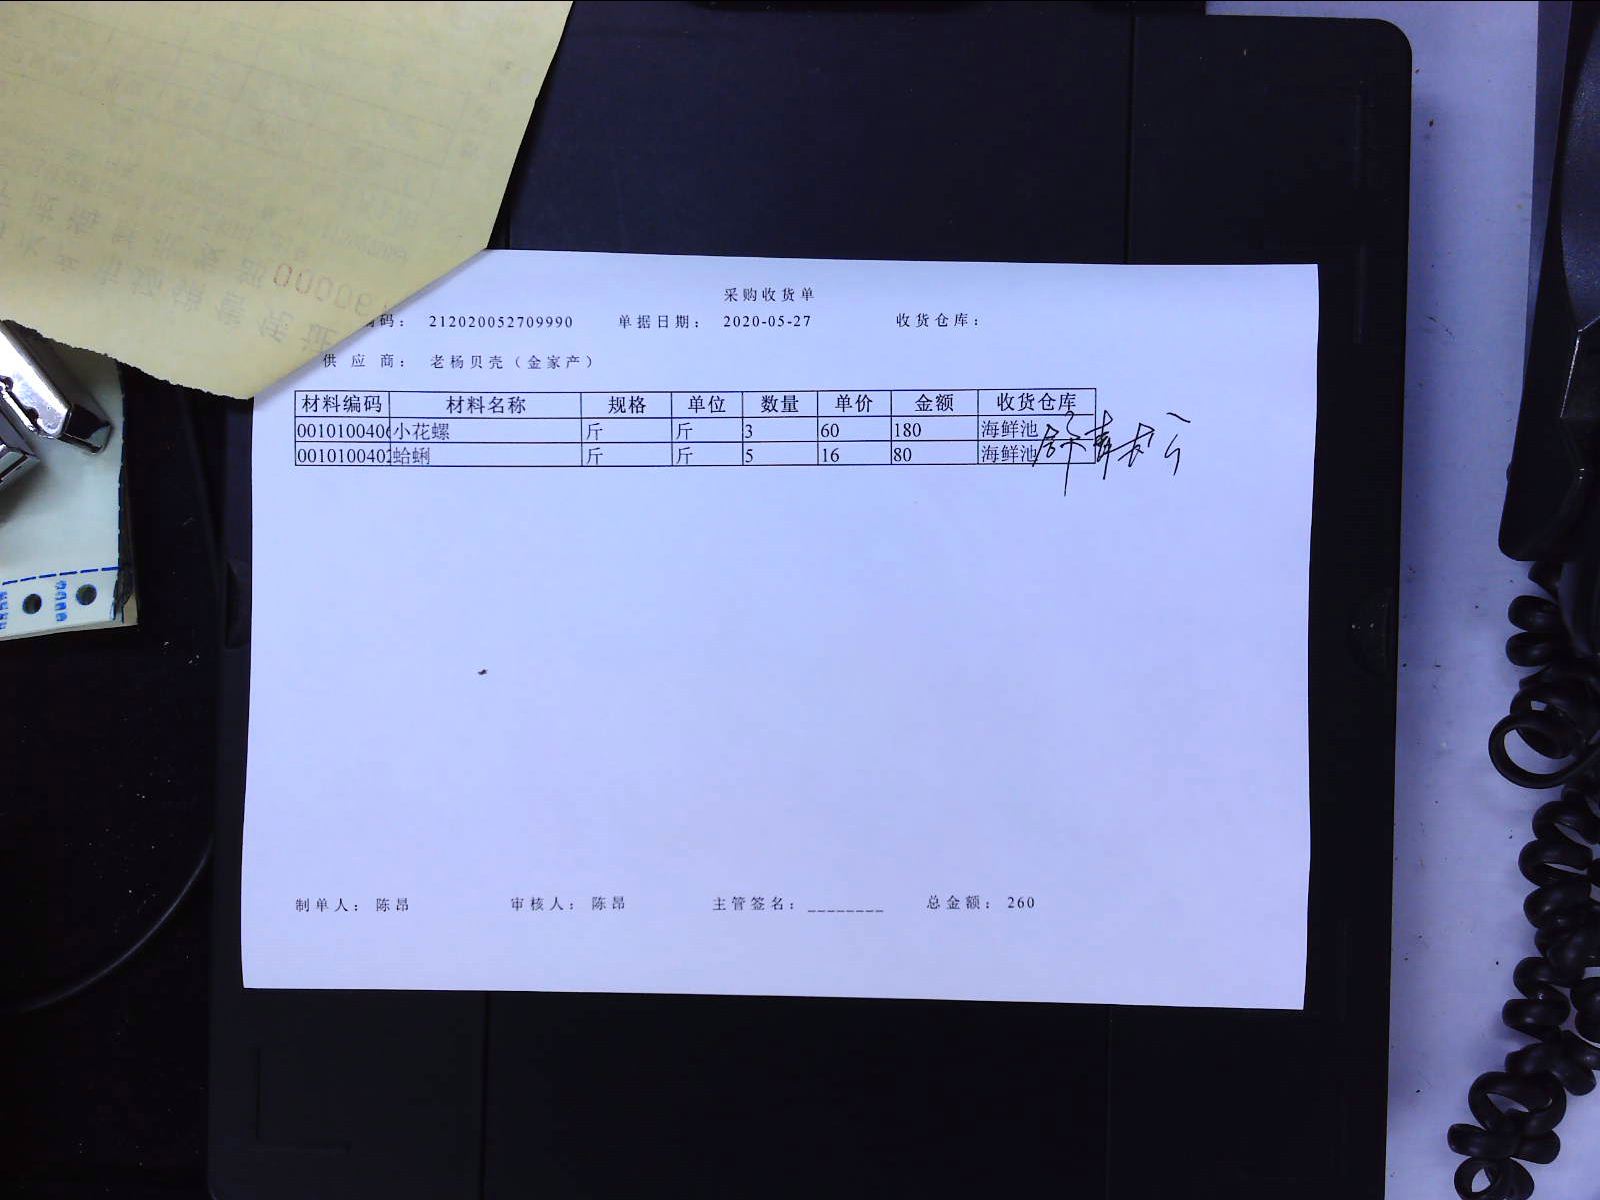 采购收货单
码： 212020052709990 单据日期： 2020-05-27 收货仓库：
供 应 商： 老杨贝壳（金家产）
材料编码 材料名称 规格 单位 数量 单价 金额 收货仓库
0010100406 小花螺 斤 斤 3 60 180 海鲜池
0010100402 蛤蜊 斤 斤 5 16 80 海鲜池
制单人： 陈昂 审核人： 陈昂 主管签名：________ 总金额： 260